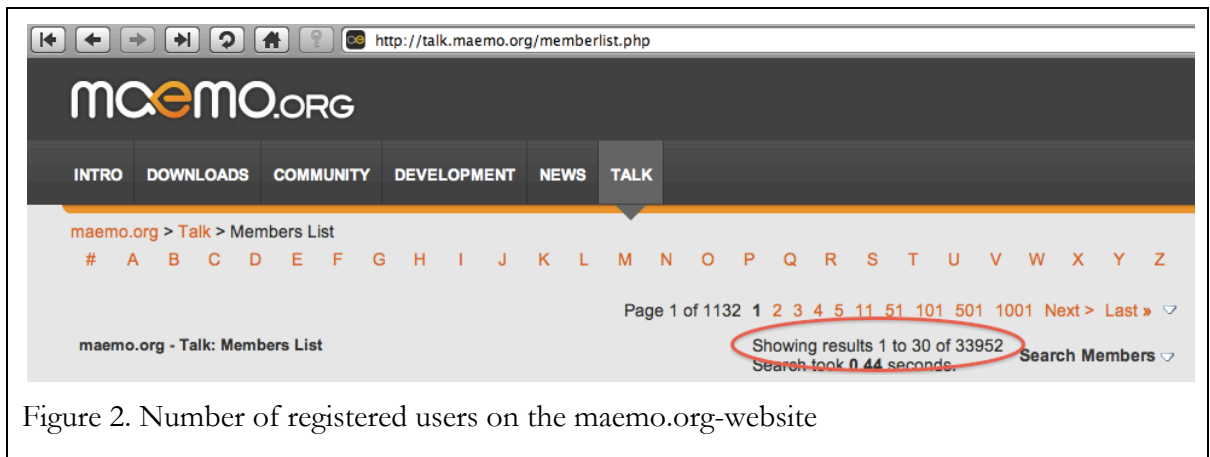 http://talk.maemo.org/memberlist.php
maemo.org
INTRO DOWNLOADS COMMUNITY DEVELOPMENT NEWS TALK
maemo.org > Talk > Members List
# A B C D E F G H I J K L M N O P Q R S T U V W X Y Z
Page 1 of 1132 1 2 3 4 5 11 51 101 501 1001 Next > Last »
maemo.org - Talk: Members List
Showing results 1 to 30 of 33952
Search took 0.44 seconds.
Search Members
Figure 2. Number of registered users on the maemo.org-website